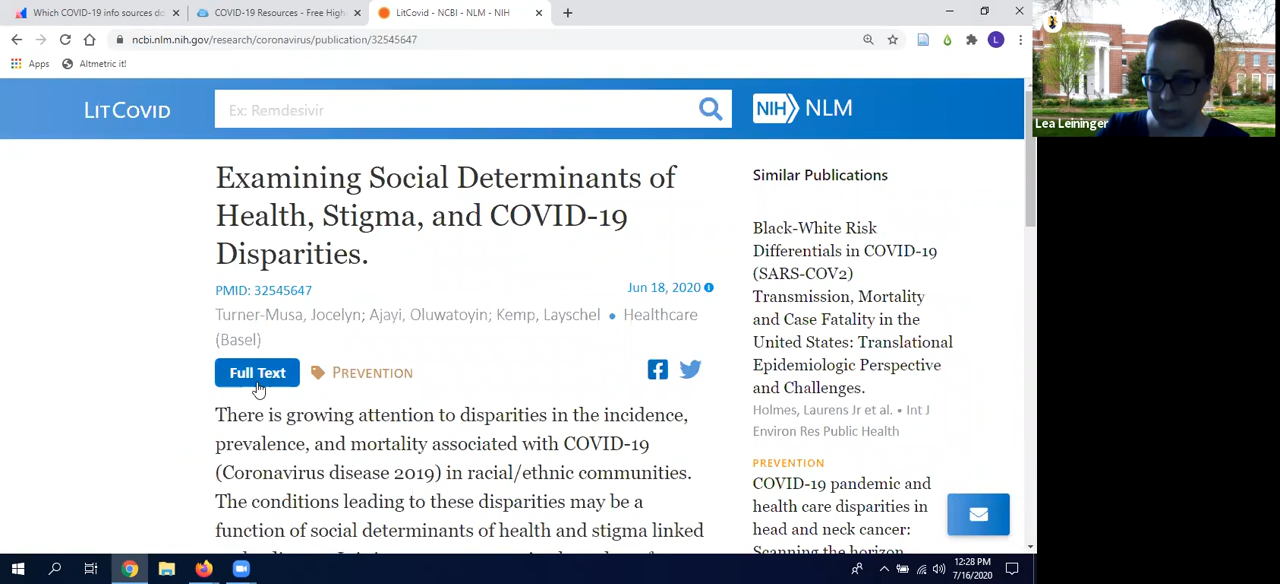 Which COVID-19 info sources do
COVID-19 Resources - Free High
LitCovid - NCBI - NLM - NIH
ncbi.nlm.nih.gov/research/coronavirus/publication/32545647
L
Apps
Altmetric it!
LitCovid
Ex: Remdesivir
NIH NLM
Lea Leininger
Examining Social Determinants of
Health, Stigma, and COVID-19
Disparities.
PMID: 32545647
Jun 18, 2020
Turner-Musa, Jocelyn; Ajayi, Oluwatoyin; Kemp, Layschel • Healthcare
(Basel)
Full Text
Prevention
There is growing attention to disparities in the incidence,
prevalence, and mortality associated with COVID-19
(Coronavirus disease 2019) in racial/ethnic communities.
The conditions leading to these disparities may be a
function of social determinants of health and stigma linked
Similar Publications
Black-White Risk
Differentials in COVID-19
(SARS-COV2)
Transmission, Mortality
and Case Fatality in the
United States: Translational
Epidemiologic Perspective
and Challenges.
Holmes, Laurens Jr et al. • Int J
Environ Res Public Health
PREVENTION
COVID-19 pandemic and
health care disparities in
head and neck cancer:
Scanning the horizon
12:28 PM
7/16/2020